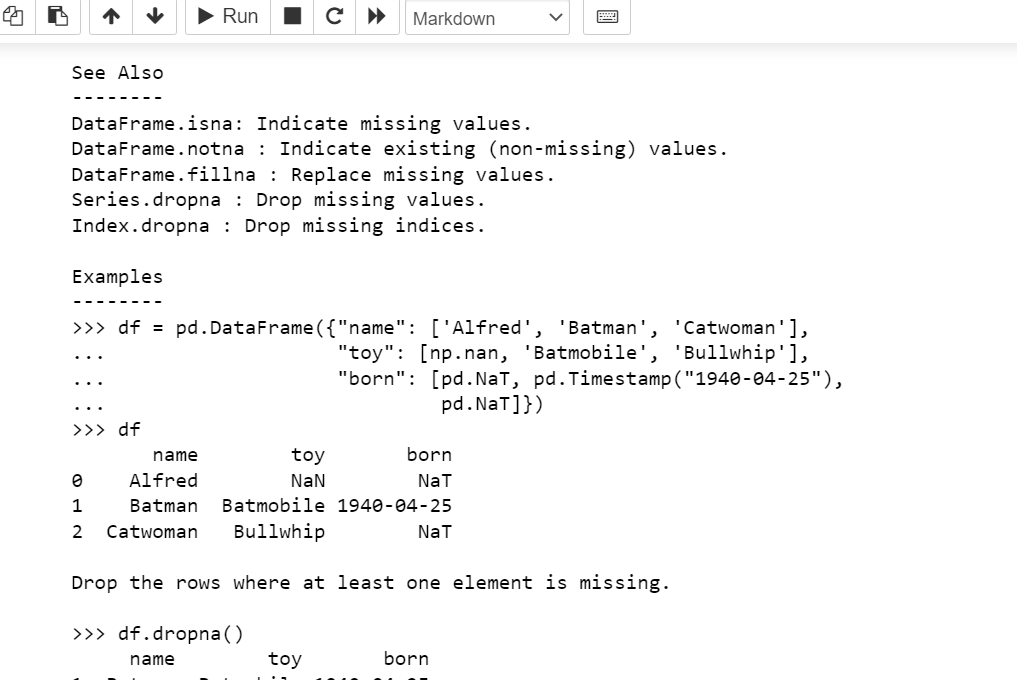 Run Markdown
See Also
--------
DataFrame.isna: Indicate missing values.
DataFrame.notna : Indicate existing (non-missing) values.
DataFrame.fillna : Replace missing values.
Series.dropna : Drop missing values.
Index.dropna : Drop missing indices.
Examples
--------
>>> df = pd.DataFrame({"name": ['Alfred', 'Batman', 'Catwoman'],
...                    "toy": [np.nan, 'Batmobile', 'Bullwhip'],
...                    "born": [pd.NaT, pd.Timestamp("1940-04-25"),
...                             pd.NaT]})
>>> df
       name        toy       born
0    Alfred        NaN        NaT
1    Batman  Batmobile 1940-04-25
2  Catwoman   Bullwhip        NaT
Drop the rows where at least one element is missing.
>>> df.dropna()
     name        toy       born